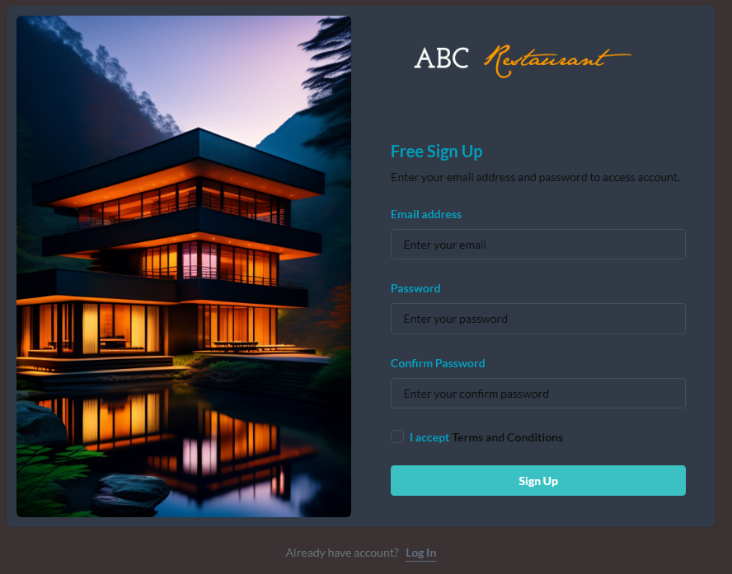 ABC Restaurant
Free Sign Up
Enter your email address and password to access account.
Email address
Enter your email
Password
Enter your password
Confirm Password
Enter your confirm password
I accept Terms and Conditions
Sign Up
Already have account? Log In